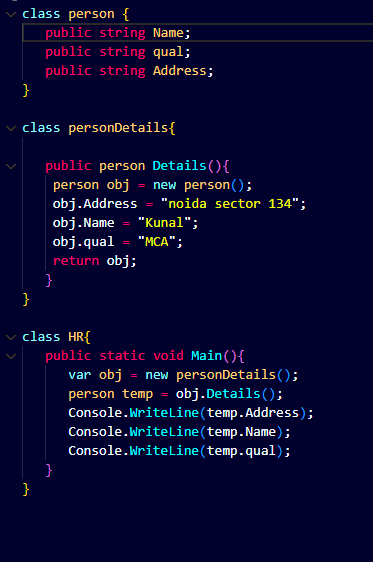 class person {
public string Name;
public string qual;
public string Address;
}
class personDetails{
public person Details(){
person obj = new person();
obj.Address = "noida sector 134";
obj.Name = "Kunal";
obj.qual = "MCA";
return obj;
}
}
class HR{
public static void Main(){
var obj = new personDetails();
person temp = obj.Details();
Console.WriteLine(temp.Address);
Console.WriteLine(temp.Name);
Console.WriteLine(temp.qual);
}
}